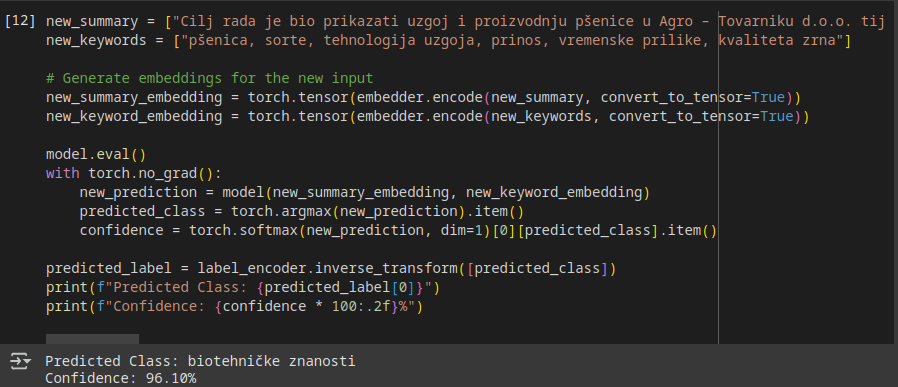 [12] new_summary = ["Cilj rada je bio prikazati uzgoj i proizvodnju pšenice u Agro – Tovarniku d.o.o. tij
new_keywords = ["pšenica, sorte, tehnologija uzgoja, prinos, vremenske prilike, kvaliteta zrna"]
# Generate embeddings for the new input
new_summary_embedding = torch.tensor(embedder.encode(new_summary, convert_to_tensor=True))
new_keyword_embedding = torch.tensor(embedder.encode(new_keywords, convert_to_tensor=True))
model.eval()
with torch.no_grad():
new_prediction = model(new_summary_embedding, new_keyword_embedding)
predicted_class = torch.argmax(new_prediction).item()
confidence = torch.softmax(new_prediction, dim=1)[0][predicted_class].item()
predicted_label = label_encoder.inverse_transform([predicted_class])
print(f"Predicted Class: {predicted_label[0]}")
print(f"Confidence: {confidence * 100:.2f}%")
Predicted Class: biotehničke znanosti
Confidence: 96.10%